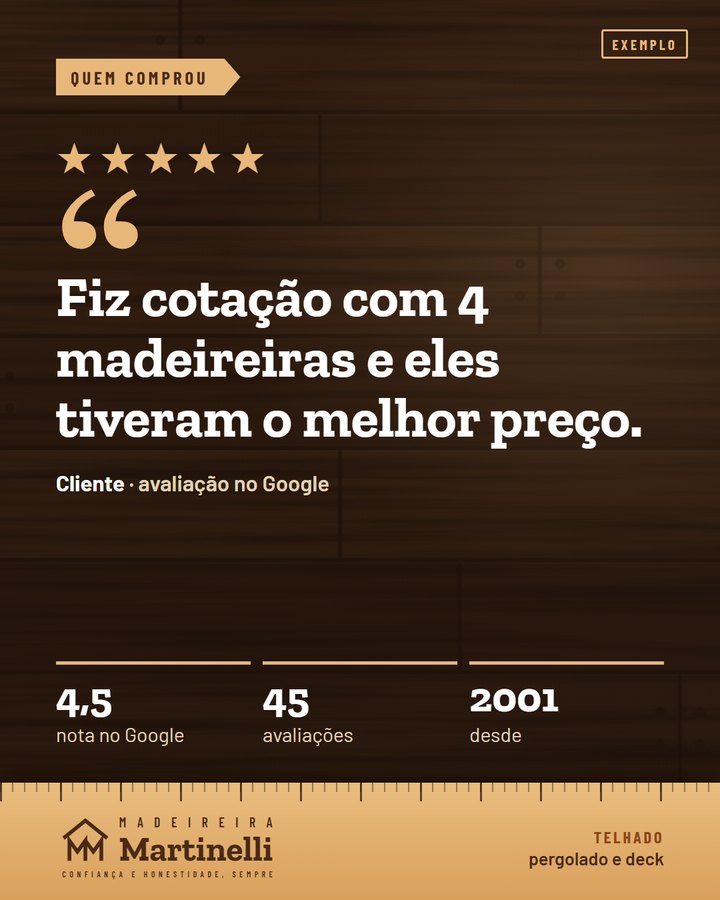 EXEMPLO
QUEM COMPROU
“
Fiz cotação com 4
madeireiras e eles
tiveram o melhor preço.
Cliente · avaliação no Google
4,5
nota no Google
45
avaliações
2001
desde
MADEIREIRA
Martinelli
CONFIANÇA E HONESTIDADE, SEMPRE
TELHADO
pergolado e deck